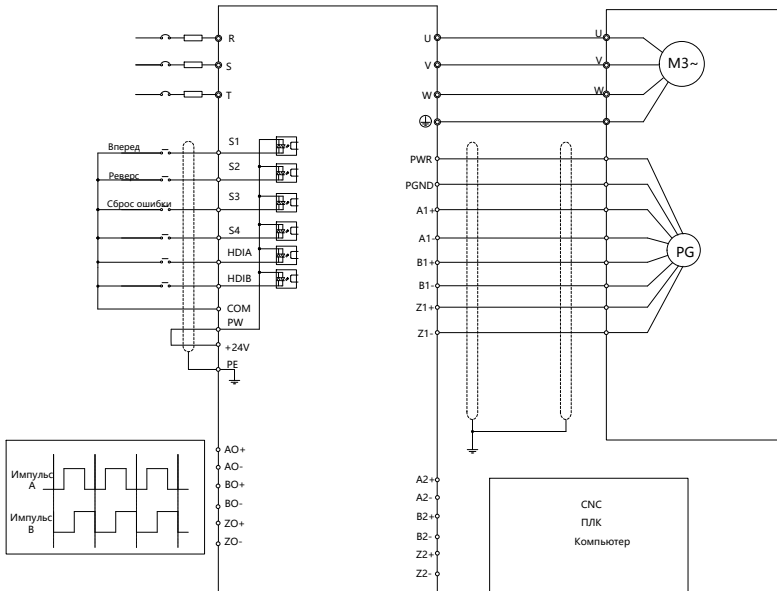 R
S
T
U
V
W
U
V
W
M3~
Вперед
Реверс
Сброс ошибки
S1
S2
S3
S4
HDIA
HDIB
COM
PW
+24V
PE
PWR
PGND
A1+
A1-
B1+
B1-
Z1+
Z1-
PG
Импульс
A
Импульс
B
AO+
AO-
BO+
BO-
ZO+
ZO-
A2+
A2-
B2+
B2-
Z2+
Z2-
CNC
ПЛК
Компьютер